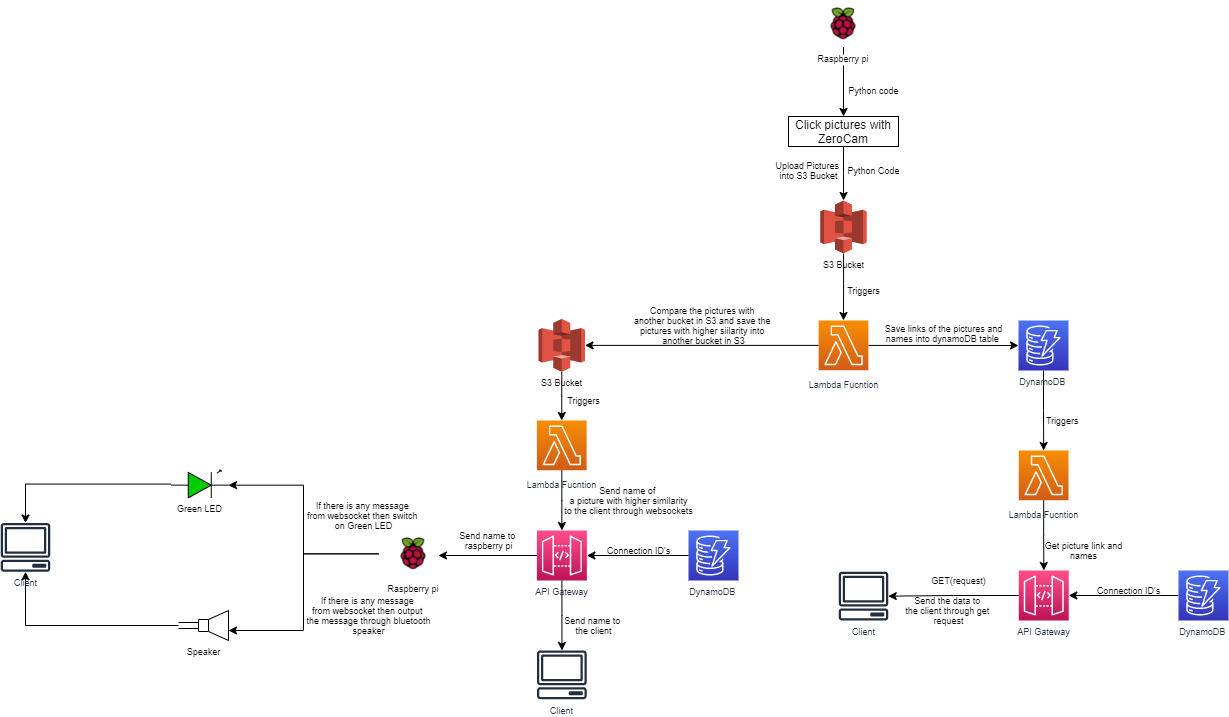 Raspberry pi
Python code
Click pictures with
ZeroCam
Upload Pictures
into S3 Bucket
Python Code
S3 Bucket
Triggers
Compare the pictures with
another bucket in S3 and save the
pictures with higher siilarity into
another bucket in S3
Save links of the pictures and
names into dynamoDB table
Lambda Fucntion
S3 Bucket
DynamoDB
Triggers
Triggers
Lambda Fucntion
Send name of
a picture with higher similarity
to the client through websockets
Lambda Fucntion
Green LED
If there is any message
from websocket then switch
on Green LED
Send name to
raspberry pi
Connection ID's
Get picture link and
names
Client
Raspberry pi
API Gateway
DynamoDB
GET(request)
Send the data to
the client through get
request
Connection ID's
If there is any message
from websocket then output
the message through bluetooth
speaker
Send name to
the client
Client
API Gateway
DynamoDB
Speaker
Client